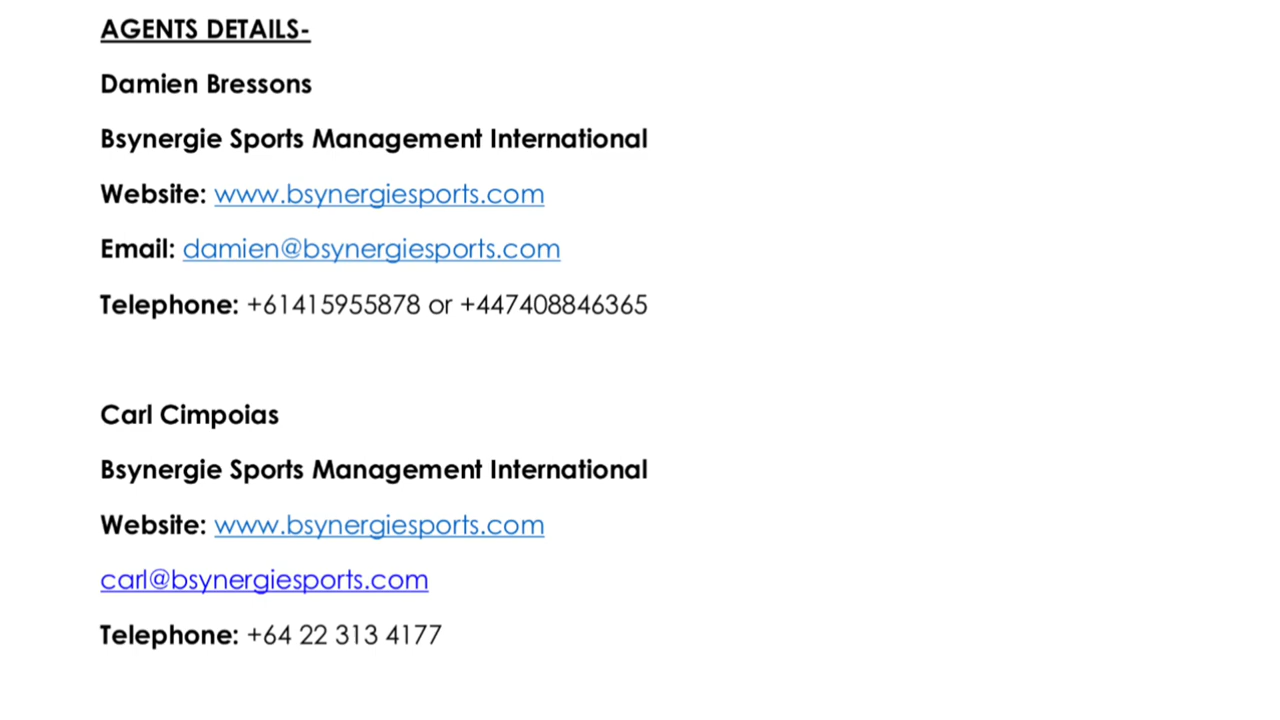 AGENTS DETAILS-
Damien Bressons
Bsynergie Sports Management International
Website: www.bsynergiesports.com
Email: damien@bsynergiesports.com
Telephone: +61415955878 or +447408846365
Carl Cimpoias
Bsynergie Sports Management International
Website: www.bsynergiesports.com
carl@bsynergiesports.com
Telephone: +64 22 313 4177